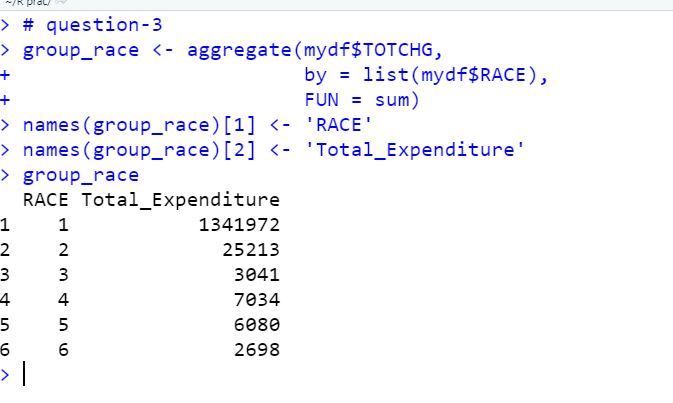 ~/R prac/
> # question-3
> group_race <- aggregate(mydf$TOTCHG,
+                         by = list(mydf$RACE),
+                         FUN = sum)
> names(group_race)[1] <- 'RACE'
> names(group_race)[2] <- 'Total_Expenditure'
> group_race
  RACE Total_Expenditure
1    1           1341972
2    2             25213
3    3              3041
4    4              7034
5    5              6080
6    6              2698
>